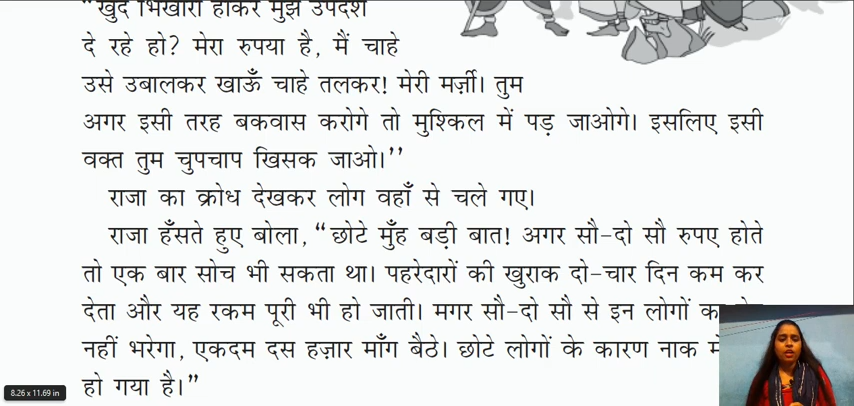 “खुद भिखारी होकर मुझे उपदेश
दे रहे हो? मेरा रुपया है, मैं चाहे
उसे उबालकर खाऊँ चाहे तलकर! मेरी मर्ज़ी। तुम
अगर इसी तरह बकवास करोगे तो मुश्किल में पड़ जाओगे। इसलिए इसी
वक्त तुम चुपचाप खिसक जाओ।’’
राजा का क्रोध देखकर लोग वहाँ से चले गए।
राजा हँसते हुए बोला, “छोटे मुँह बड़ी बात! अगर सौ-दो सौ रुपए होते
तो एक बार सोच भी सकता था। पहरेदारों की खुराक दो-चार दिन कम कर
देता और यह रकम पूरी भी हो जाती। मगर सौ-दो सौ से इन लोगों
नहीं भरेगा, एकदम दस हज़ार माँग बैठे। छोटे लोगों के कारण नाक
हो गया है।”
8.26 x 11.69 in